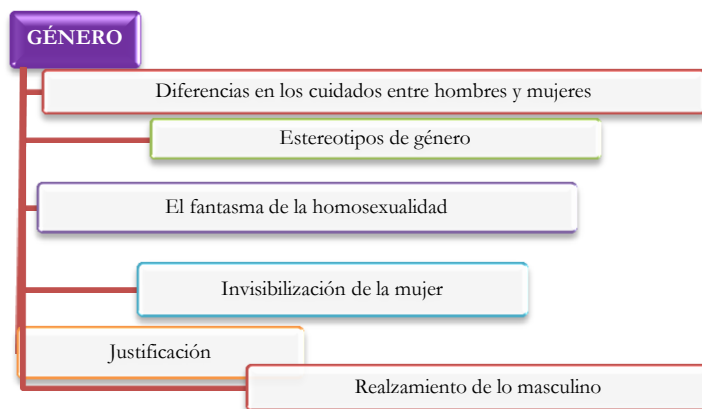 GÉNERO
Diferencias en los cuidados entre hombres y mujeres
Estereotipos de género
El fantasma de la homosexualidad
Invisibilización de la mujer
Justificación
Realzamiento de lo masculino